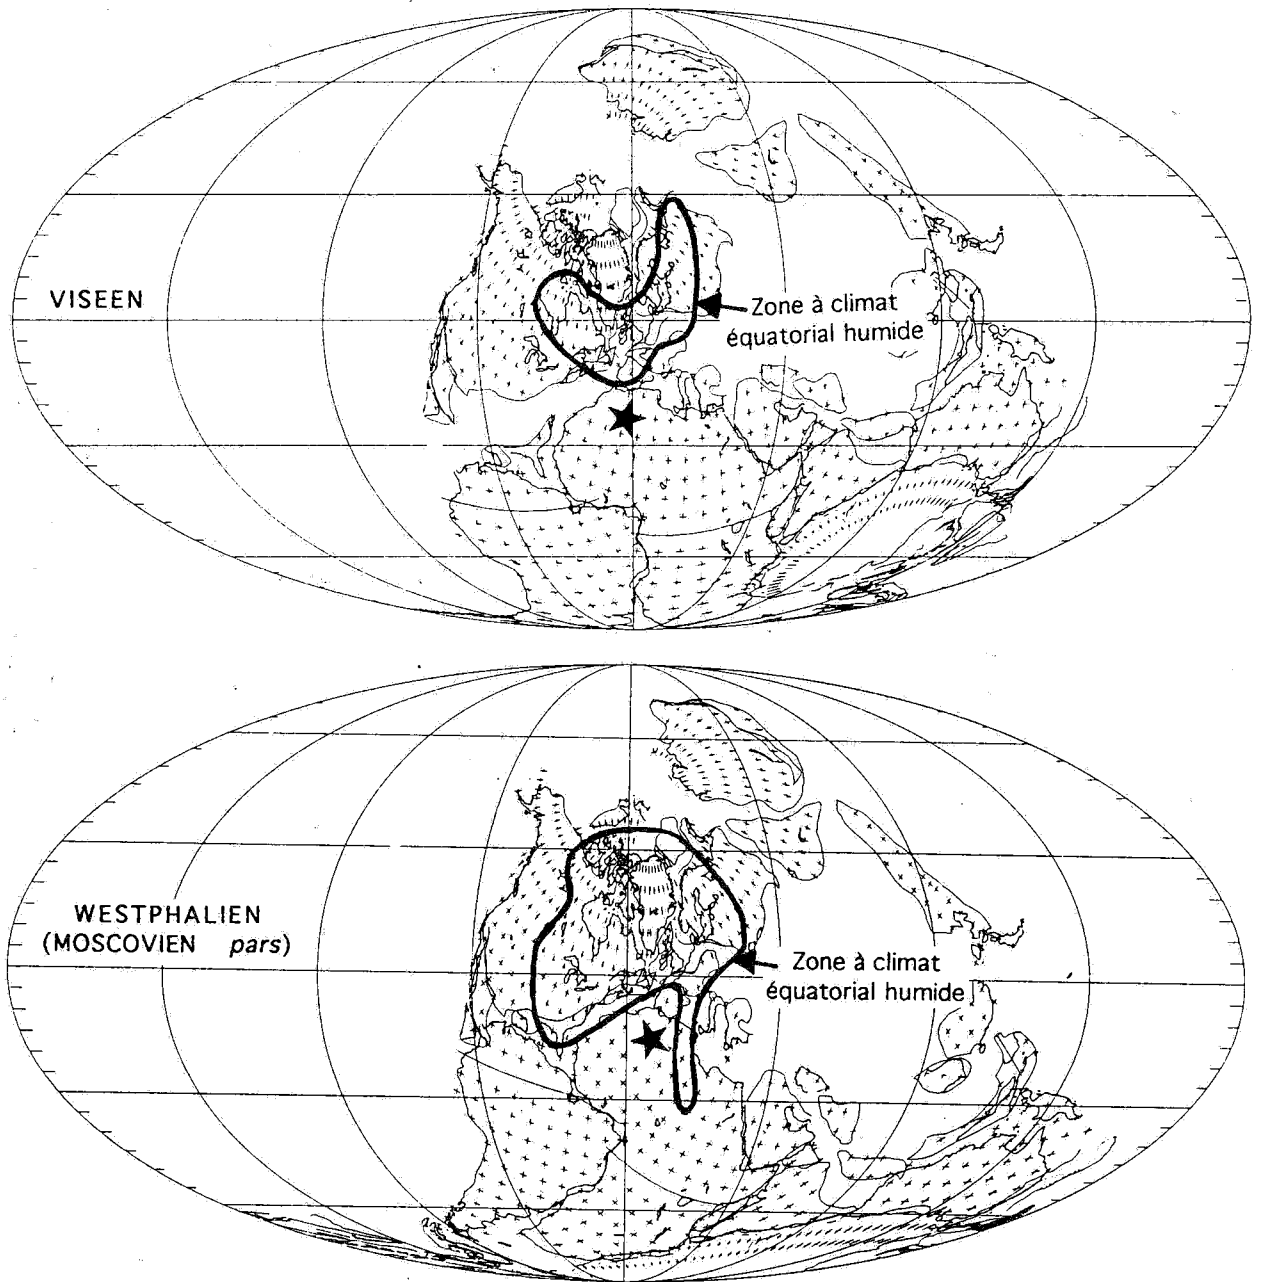 VISEEN
Zone à climat
équatorial humide
WESTPHALIEN
(MOSCOVIEN pars)
Zone à climat
équatorial humide